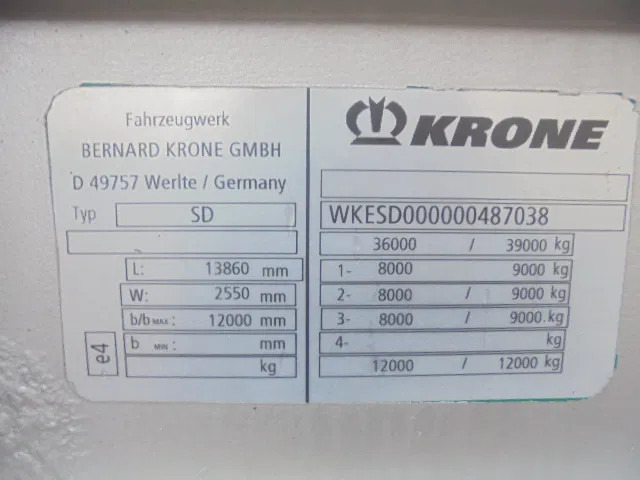 Fahrzeugwerk
BERNARD KRONE GMBH
D 49757 Werlte / Germany
Typ SD
L: 13860 mm
W: 2550 mm
b/b MAX: 12000 mm
b MIN: mm
kg
e4
KRONE
WKESD000000487038
36000 / 39000 kg
1- 8000 9000 kg
2- 8000 / 9000 kg
3- 8000 / 9000.kg
4- kg
12000 / 12000 kg